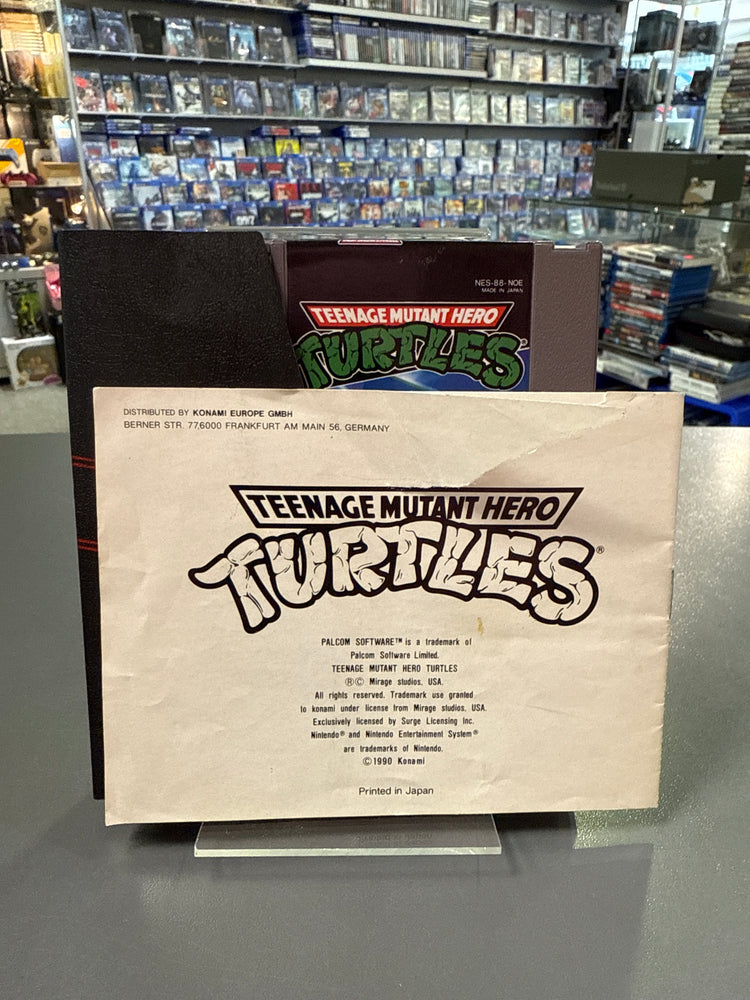 NES-88-NOE
MADE IN JAPAN
TEENAGE MUTANT HERO
TURTLES®
DISTRIBUTED BY KONAMI EUROPE GMBH
BERNER STR. 77,6000 FRANKFURT AM MAIN 56, GERMANY
TEENAGE MUTANT HERO
TURTLES®
PALCOM SOFTWARE™ is a trademark of
Palcom Software Limited.
TEENAGE MUTANT HERO TURTLES
®© Mirage studios, USA.
All rights reserved. Trademark use granted
to konami under license from Mirage studios, USA.
Exclusively licensed by Surge Licensing Inc.
Nintendo® and Nintendo Entertainment System®
are trademarks of Nintendo.
©1990 Konami
Printed in Japan